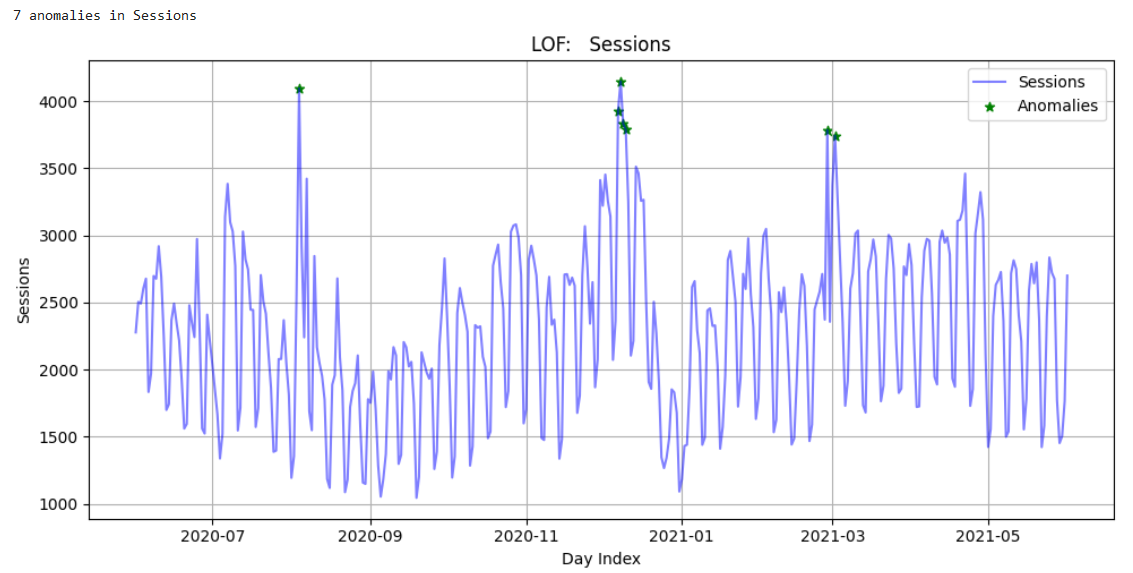 7 anomalies in Sessions
LOF:   Sessions
Sessions
Anomalies
4000
3500
3000
2500
2000
1500
1000
Sessions
2020-07
2020-09
2020-11
2021-01
2021-03
2021-05
Day Index